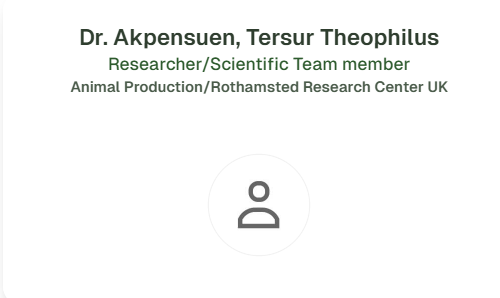 Dr. Akpensuen, Tersur Theophilus
Researcher/Scientific Team member
Animal Production/Rothamsted Research Center UK